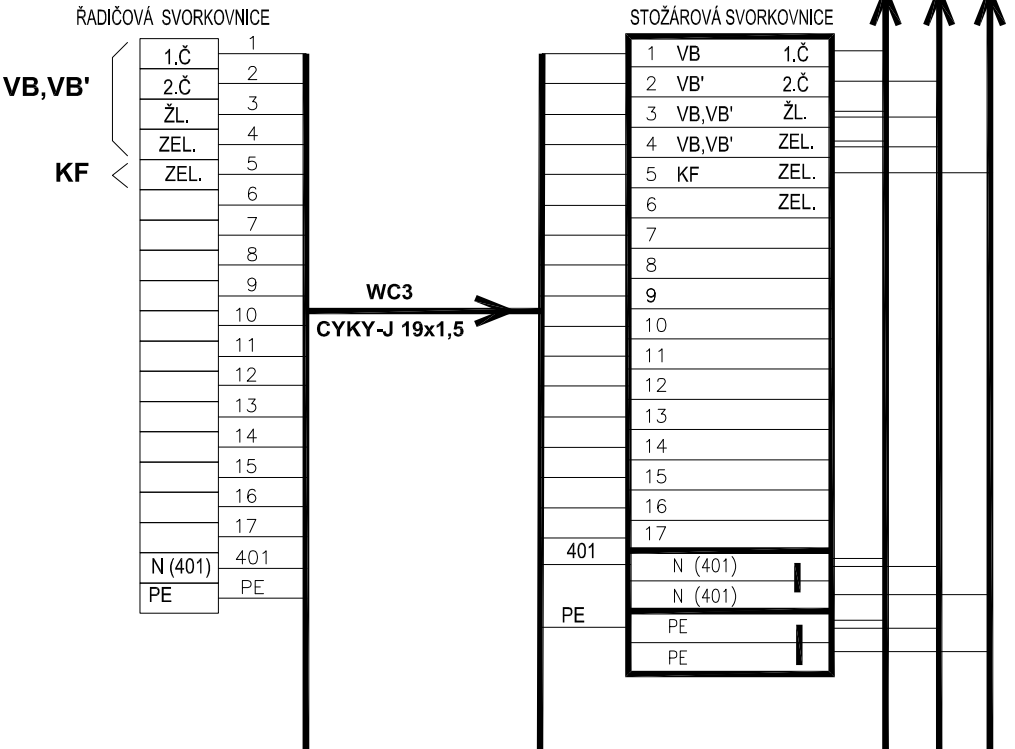 ŘADIČOVÁ SVORKOVNICE
VB,VB'
KF
1.Č 1
2.Č 2
ŽL. 3
ZEL. 4
ZEL. 5
6
7
8
9
10
11
12
13
14
15
16
17
N (401) 401
PE PE
WC3
CYKY-J 19x1,5
STOŽÁROVÁ SVORKOVNICE
1 VB 1.Č
2 VB' 2.Č
3 VB,VB' ŽL.
4 VB,VB' ZEL.
5 KF ZEL.
6 ZEL.
7
8
9
10
11
12
13
14
15
16
17
401 N (401)
N (401)
PE PE
PE